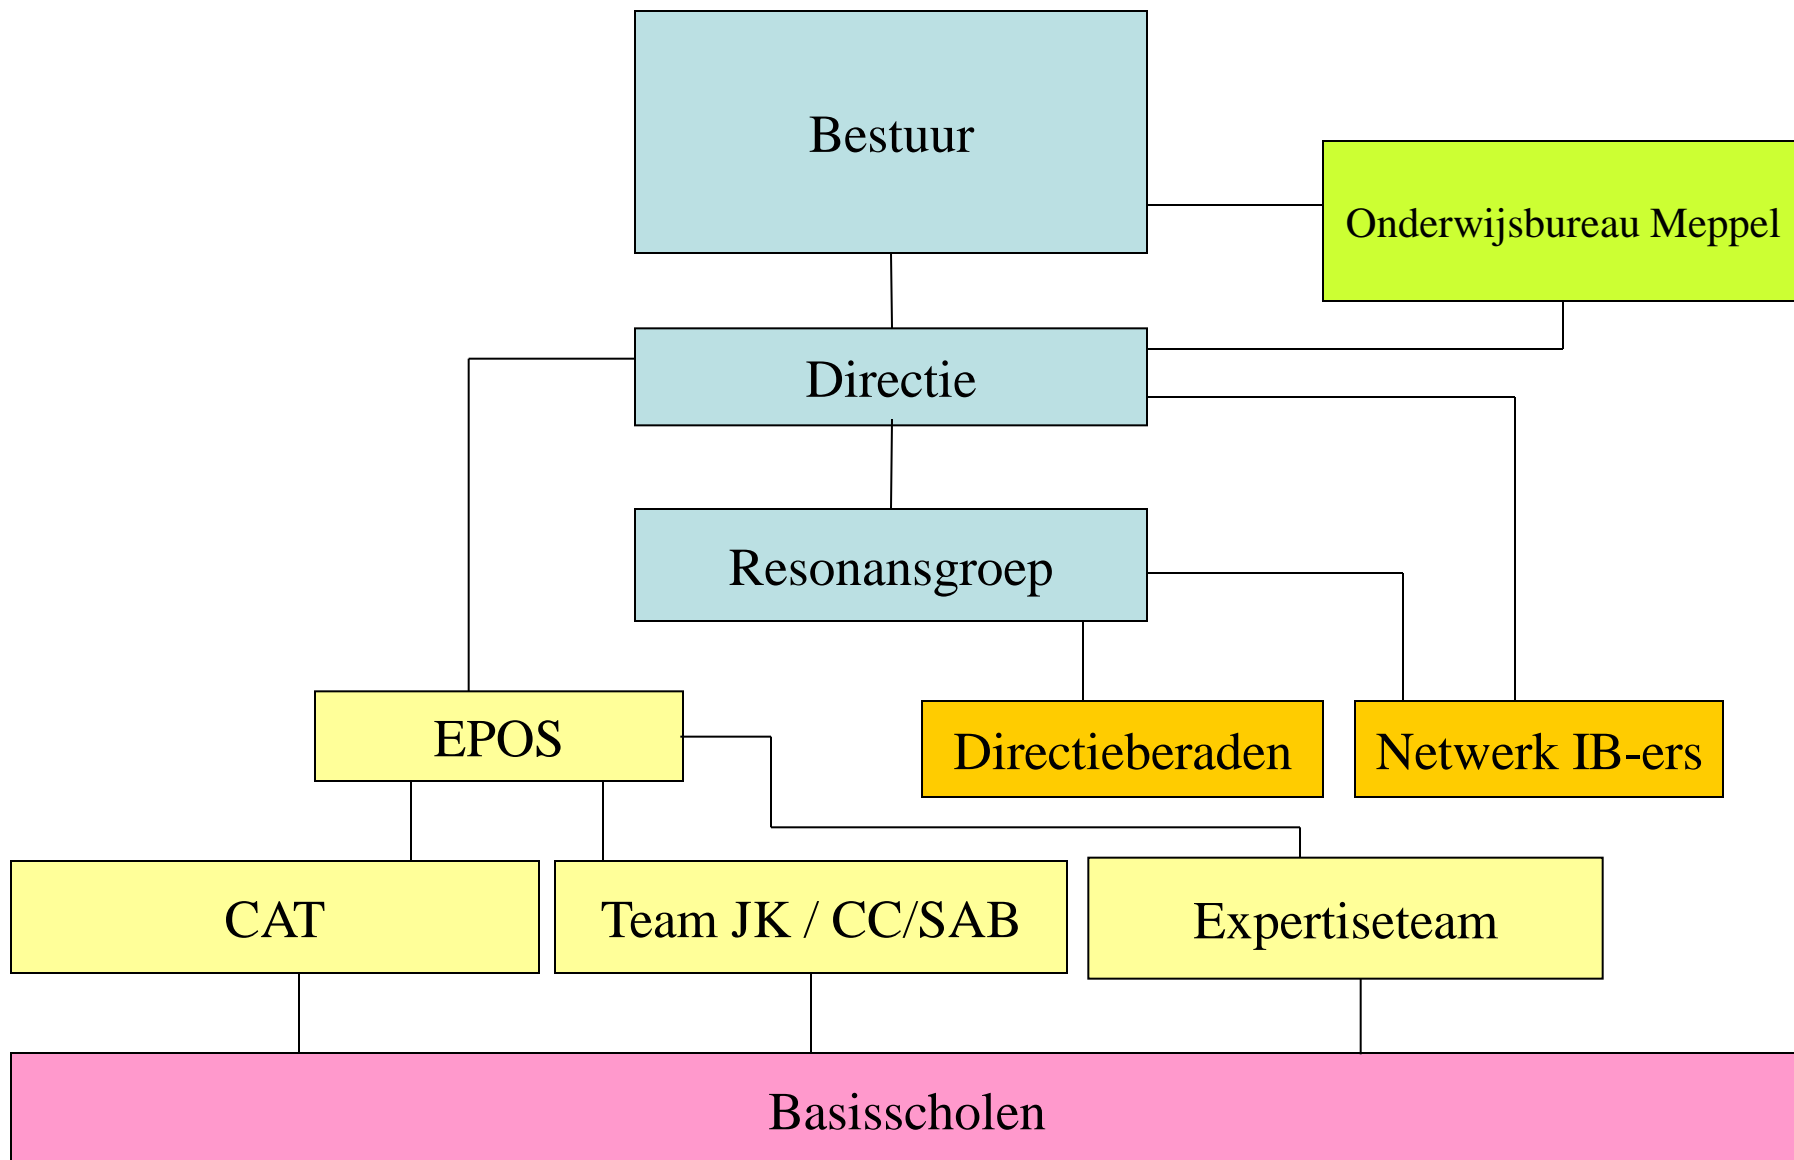 Bestuur
Onderwijsbureau Meppel
Directie
Resonansgroep
EPOS
Directieberaden
Netwerk IB-ers
CAT
Team JK / CC/SAB
Expertiseteam
Basisscholen